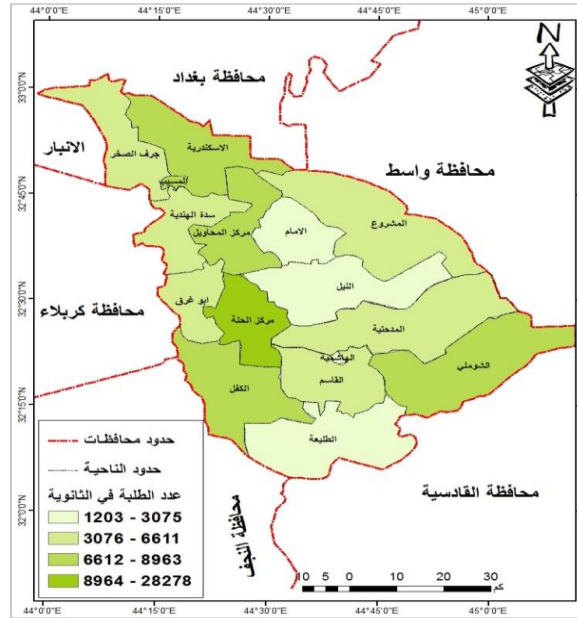 44°0'0"E 44°15'0"E 44°30'0"E 44°45'0"E 45°0'0"E
N
33°0'0"N
محافظة بغداد
الاسكندرية
الانبار
جرف الصخر
محافظة واسط
المسيب
32°45'0"N
سدة الهندية
المشروع
مركز المحاويل
الامام
النيل
32°30'0"N
ابو غرق
محافظة كربلاء
مركز الحلة
المدحتية
الهاشمية
الشوملي
القاسم
الكفل
32°15'0"N
الطليعة
حدود محافظات
حدود الناحية
عدد الطلبة في الثانوية
1203 - 3075
3076 - 6611
6612 - 8963
8964 - 28278
محافظة القادسية
محافظة النجف
32°0'0"N
10 5 0 10 20 30
كم
44°0'0"E 44°15'0"E 44°30'0"E 44°45'0"E 45°0'0"E